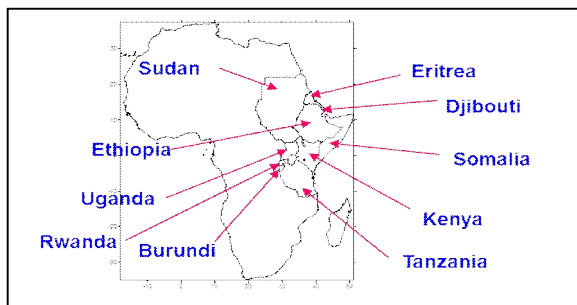 Sudan
Eritrea
Djibouti
Ethiopia
Somalia
Uganda
Kenya
Rwanda
Burundi
Tanzania